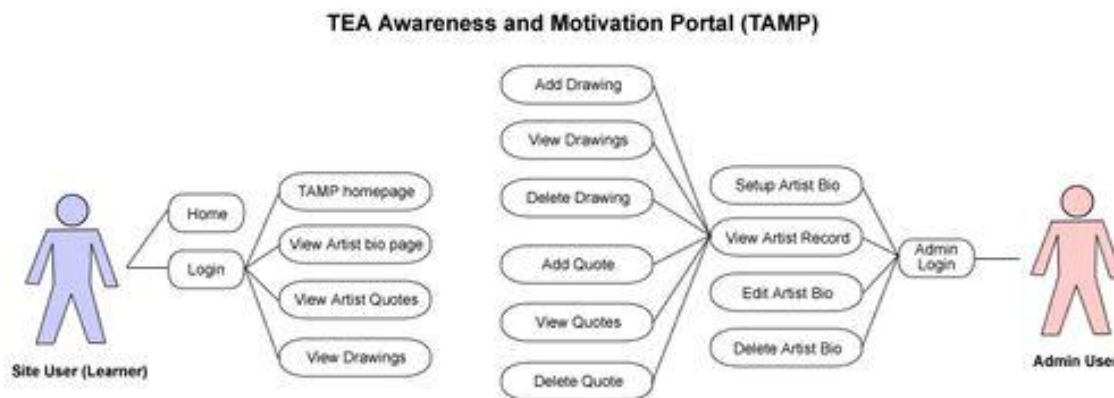 TEA Awareness and Motivation Portal (TAMP)
Add Drawing
View Drawings
Delete Drawing
Add Quote
View Quotes
Delete Quote
Setup Artist Bio
View Artist Record
Edit Artist Bio
Delete Artist Bio
Admin
Login
Admin User
TAMP homepage
View Artist bio page
View Artist Quotes
View Drawings
Home
Login
Site User (Learner)